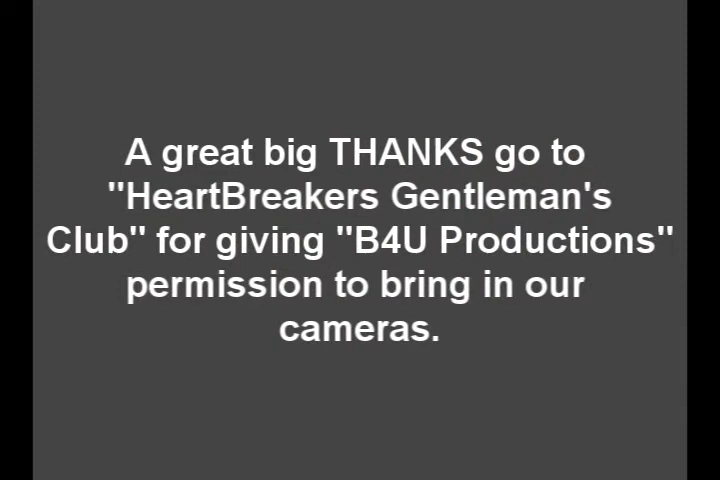 A great big THANKS go to
"HeartBreakers Gentleman's
Club" for giving "B4U Productions"
permission to bring in our
cameras.